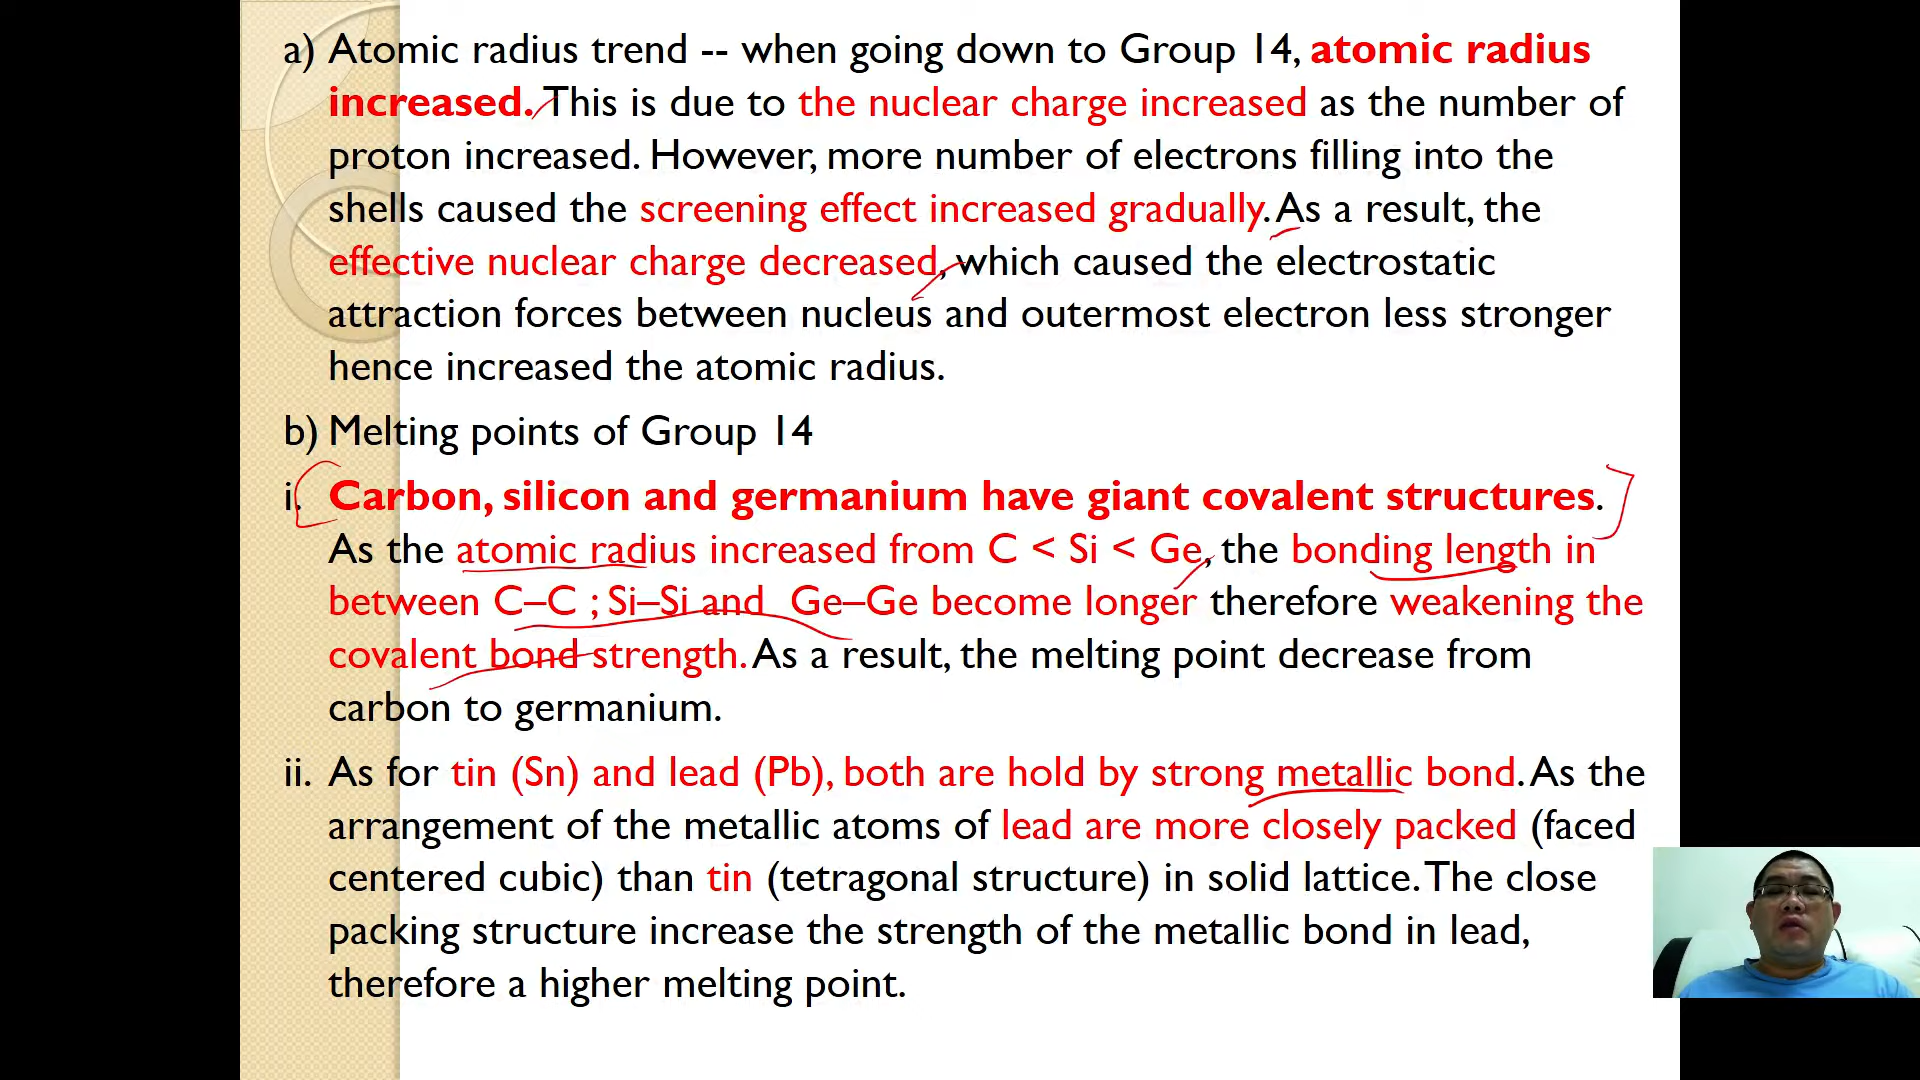 a) Atomic radius trend -- when going down to Group 14, atomic radius
increased. This is due to the nuclear charge increased as the number of
proton increased. However, more number of electrons filling into the
shells caused the screening effect increased gradually. As a result, the
effective nuclear charge decreased, which caused the electrostatic
attraction forces between nucleus and outermost electron less stronger
hence increased the atomic radius.
b) Melting points of Group 14
i. Carbon, silicon and germanium have giant covalent structures.
As the atomic radius increased from C < Si < Ge, the bonding length in
between C–C ; Si–Si and Ge–Ge become longer therefore weakening the
covalent bond strength. As a result, the melting point decrease from
carbon to germanium.
ii. As for tin (Sn) and lead (Pb), both are hold by strong metallic bond. As the
arrangement of the metallic atoms of lead are more closely packed (faced
centered cubic) than tin (tetragonal structure) in solid lattice. The close
packing structure increase the strength of the metallic bond in lead,
therefore a higher melting point.